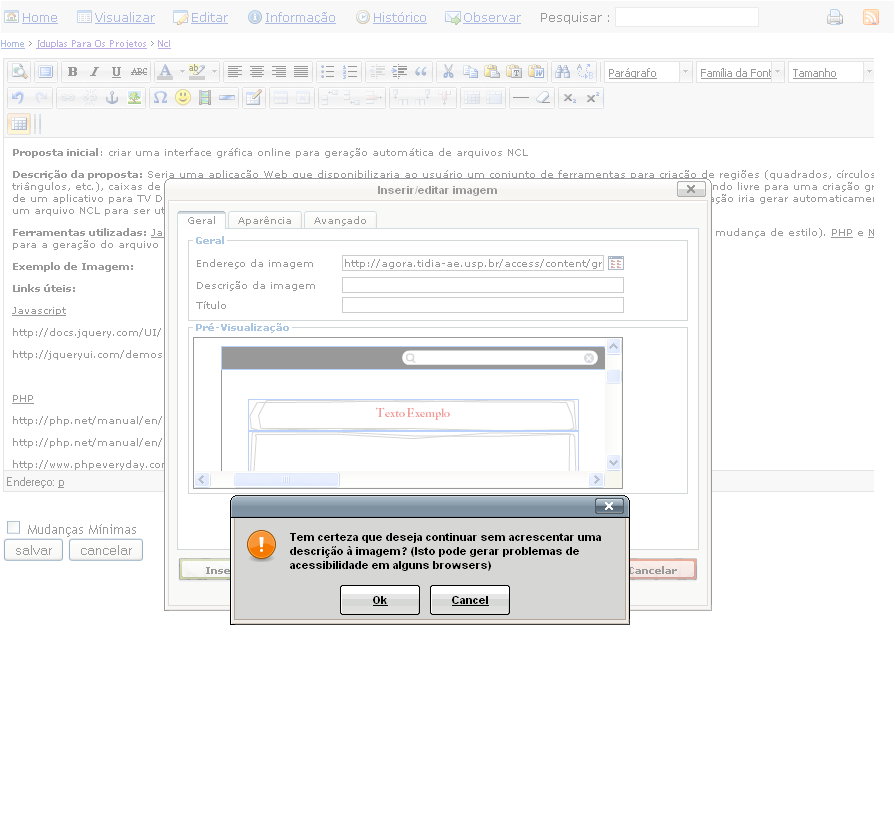 Home Visualizar Editar Informação Histórico Observar Pesquisar :
Home > Iduplas Para Os Projetos > Ncl
B I U ABC A ab
Parágrafo Família da Font Tamanho
Proposta inicial: criar uma interface gráfica online para geração automática de arquivos NCL
Descrição da proposta: Seria uma aplicação Web que disponibilizaria ao usuário um conjunto de ferramentas para criação de regiões (quadrados, círculos
triângulos, etc.), caixas de
ndo livre para uma criação gr
de um aplicativo para TV D
ação iria gerar automaticamen
um arquivo NCL para ser ut
Ferramentas utilizadas: Ja
mudança de estilo). PHP e N
para a geração do arquivo
Exemplo de Imagem:
Links úteis:
Javascript
http://docs.jquery.com/UI/
http://jqueryui.com/demos
PHP
http://php.net/manual/en/
http://php.net/manual/en/
http://www.phpeveryday.com
Endereço: p
Mudanças Mínimas
salvar cancelar
Inserir/editar imagem
Geral Aparência Avançado
Geral
Endereço da imagem http://agora.tidia-ae.usp.br/access/content/gr
Descrição da imagem
Título
Pré-Visualização
Texto Exemplo
Inse
Cancelar
Tem certeza que deseja continuar sem acrescentar uma
descrição à imagem? (Isto pode gerar problemas de
acessibilidade em alguns browsers)
Ok Cancel